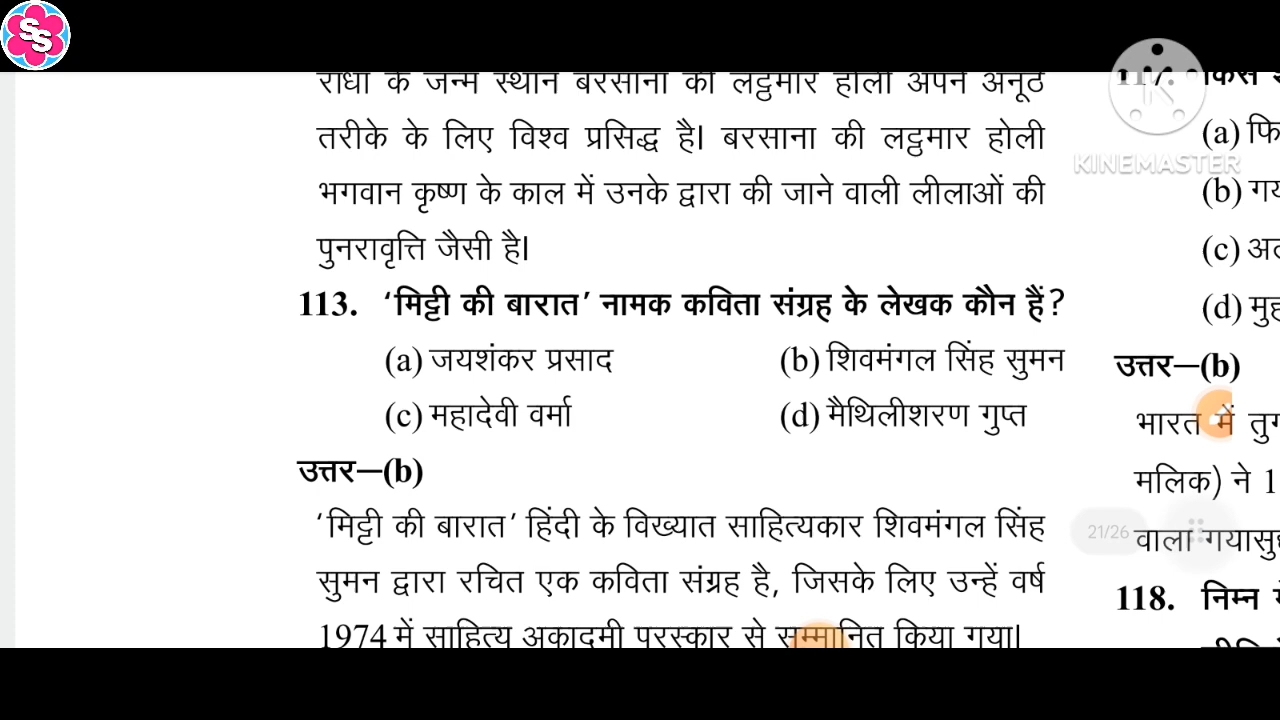 SS
राधा के जन्म स्थान बरसाना की लट्ठमार होली अपने अनूठे
तरीके के लिए विश्व प्रसिद्ध है। बरसाना की लट्ठमार होली
भगवान कृष्ण के काल में उनके द्वारा की जाने वाली लीलाओं की
पुनरावृत्ति जैसी है।
113. ‘मिट्टी की बारात’ नामक कविता संग्रह के लेखक कौन हैं?
(a) जयशंकर प्रसाद (b) शिवमंगल सिंह सुमन
(c) महादेवी वर्मा (d) मैथिलीशरण गुप्त
उत्तर—(b)
‘मिट्टी की बारात’ हिंदी के विख्यात साहित्यकार शिवमंगल सिंह
सुमन द्वारा रचित एक कविता संग्रह है, जिसके लिए उन्हें वर्ष
1974 में साहित्य अकादमी पुरस्कार से सम्मानित किया गया।
117. किस
(a) फि
(b) गय
(c) अल
(d) मुह
उत्तर—(b)
भारत में तुग
मलिक) ने 1
वाला गयासुद्
118. निम्न
KINEMASTER
21/26